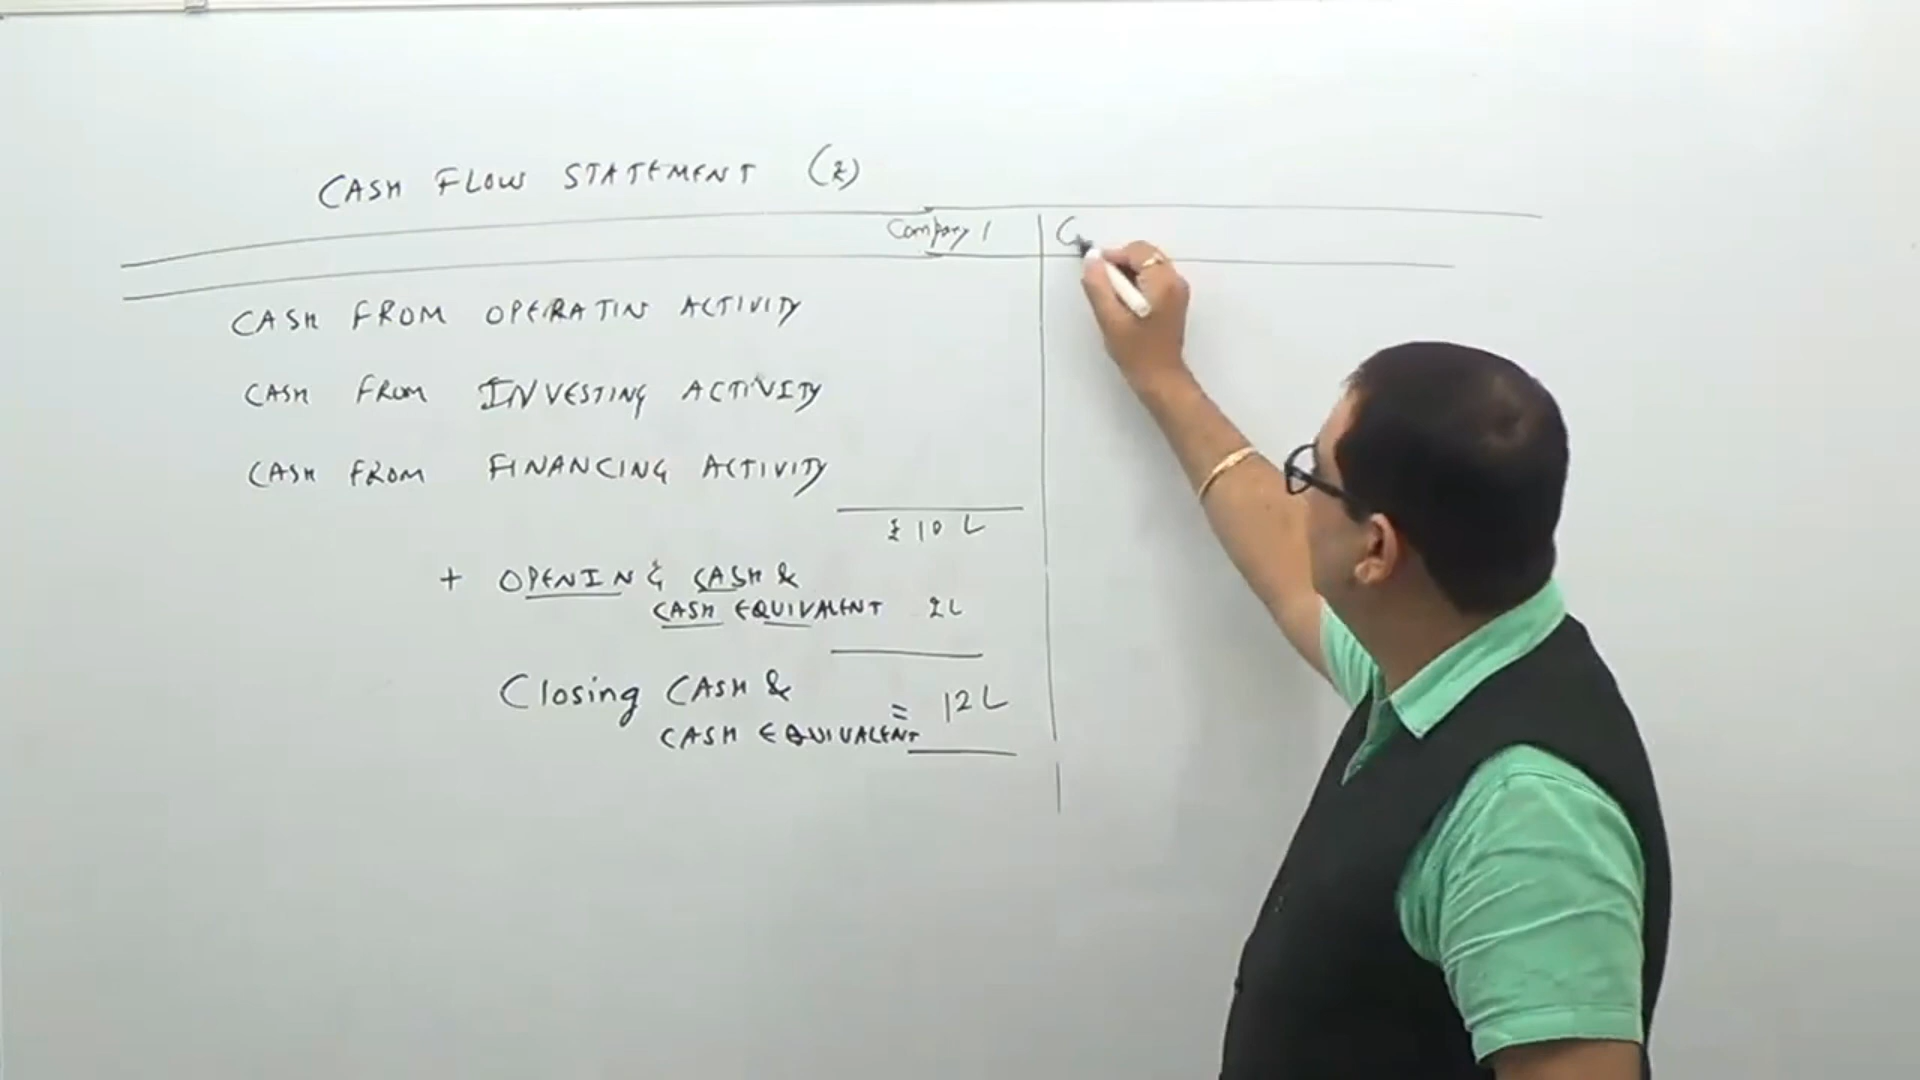 CASH FLOW STATEMENT (₹)
Company 1
CASH FROM OPERATIN ACTIVITY
CASH FROM INVESTING ACTIVITY
CASH FROM FINANCING ACTIVITY
₹ 10 L
+ OPENING CASH &
CASH EQUIVALENT 2L
Closing CASH &
CASH EQUIVALENT = 12L